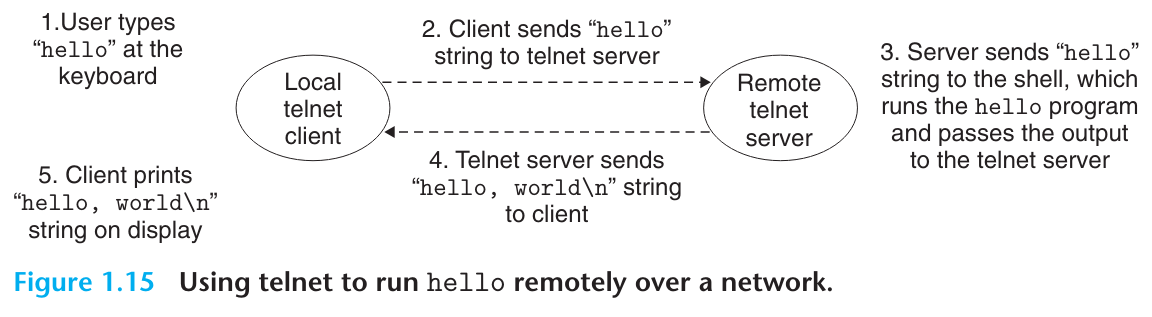 1.User types
“hello” at the
keyboard
2. Client sends “hello”
string to telnet server
Local
telnet
client
Remote
telnet
server
3. Server sends “hello”
string to the shell, which
runs the hello program
and passes the output
to the telnet server
4. Telnet server sends
“hello, world\n” string
to client
5. Client prints
“hello, world\n”
string on display
Figure 1.15 Using telnet to run hello remotely over a network.